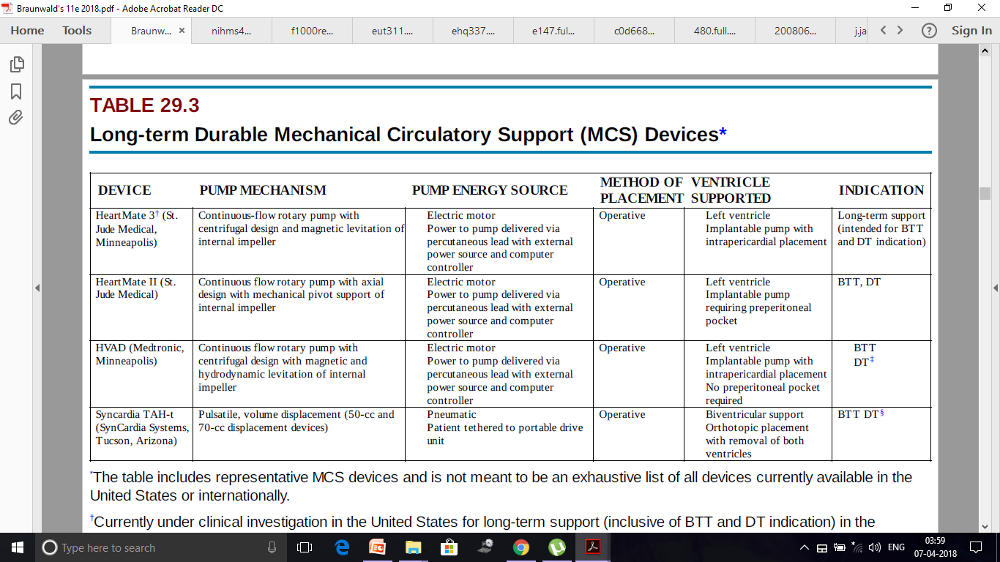 Braunwald's 11e 2018.pdf - Adobe Acrobat Reader DC
Home Tools Braunw... × nihms4... f1000re... eut311.... ehq337.... e147.ful... c0d668... 480.full.... 200806... j.ja Sign In
TABLE 29.3
Long-term Durable Mechanical Circulatory Support (MCS) Devices*
DEVICE PUMP MECHANISM PUMP ENERGY SOURCE METHOD OF PLACEMENT VENTRICLE SUPPORTED INDICATION
HeartMate 3† (St.
Jude Medical,
Minneapolis)
Continuous-flow rotary pump with
centrifugal design and magnetic levitation of
internal impeller
Electric motor
Power to pump delivered via
percutaneous lead with external
power source and computer
controller
Operative
Left ventricle
Implantable pump with
intrapericardial placement
Long-term support
(intended for BTT
and DT indication)
HeartMate II (St.
Jude Medical)
Continuous flow rotary pump with axial
design with mechanical pivot support of
internal impeller
Electric motor
Power to pump delivered via
percutaneous lead with external
power source and computer
controller
Operative
Left ventricle
Implantable pump
requiring preperitoneal
pocket
BTT, DT
HVAD (Medtronic,
Minneapolis)
Continuous flow rotary pump with
centrifugal design with magnetic and
hydrodynamic levitation of internal
impeller
Electric motor
Power to pump delivered via
percutaneous lead with external
power source and computer
controller
Operative
Left ventricle
Implantable pump with
intrapericardial placement
No preperitoneal pocket
required
BTT
DT‡
Syncardia TAH-t
(SynCardia Systems,
Tucson, Arizona)
Pulsatile, volume displacement (50-cc and
70-cc displacement devices)
Pneumatic
Patient tethered to portable drive
unit
Operative
Biventricular support
Orthotopic placement
with removal of both
ventricles
BTT DT§
*The table includes representative MCS devices and is not meant to be an exhaustive list of all devices currently available in the
United States or internationally.
†Currently under clinical investigation in the United States for long-term support (inclusive of BTT and DT indication) in the
Type here to search
ENG
03:59
07-04-2018